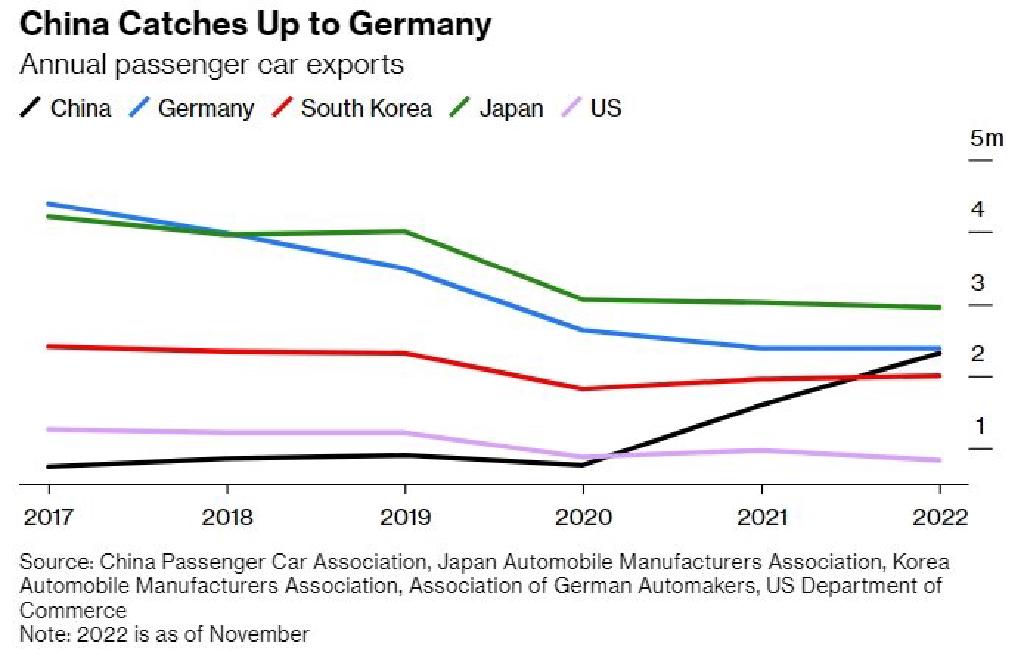 China Catches Up to Germany
Annual passenger car exports
China Germany South Korea Japan US
5m
4
3
2
1
2017 2018 2019 2020 2021 2022
Source: China Passenger Car Association, Japan Automobile Manufacturers Association, Korea
Automobile Manufacturers Association, Association of German Automakers, US Department of
Commerce
Note: 2022 is as of November